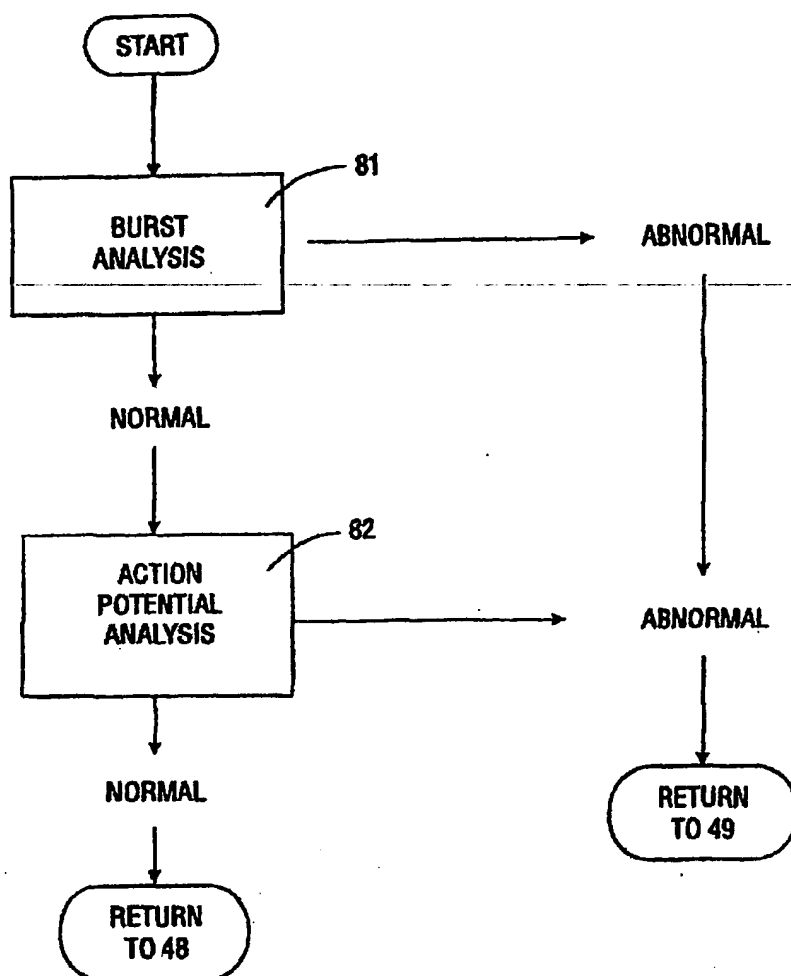 START
81
BURST
ANALYSIS
ABNORMAL
NORMAL
82
ACTION
POTENTIAL
ANALYSIS
ABNORMAL
NORMAL
RETURN
TO 49
RETURN
TO 48